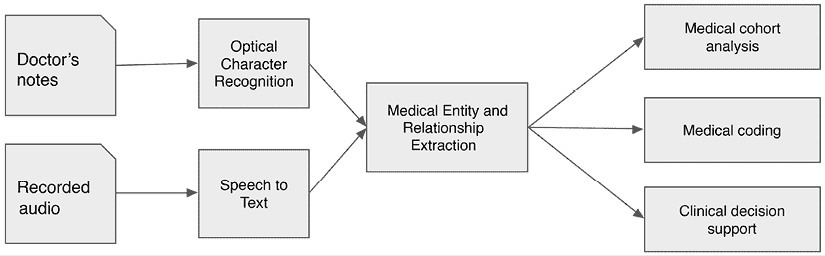 Doctor's
notes
Optical
Character
Recognition
Recorded
audio
Speech to
Text
Medical Entity and
Relationship
Extraction
Medical cohort
analysis
Medical coding
Clinical decision
support